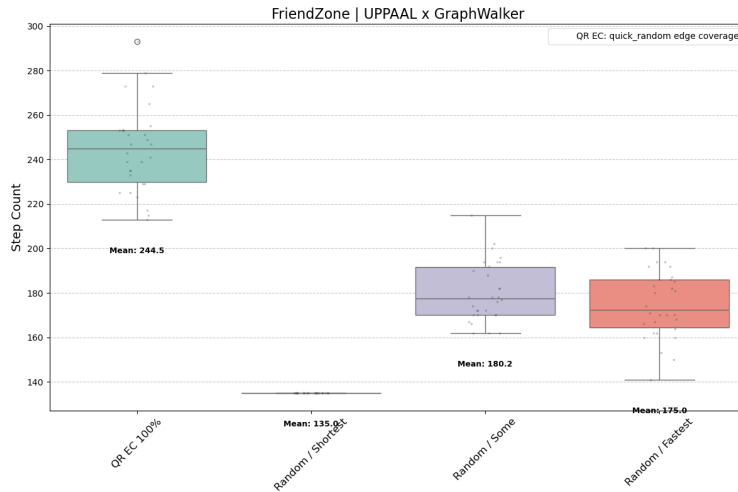 FriendZone | UPPAAL x GraphWalker
QR EC: quick_random edge coverage
Step Count
300
280
260
240
220
200
180
160
140
Mean: 244.5
Mean: 135.0
Mean: 180.2
Mean: 175.0
QR EC 100%
Random / Shortest
Random / Some
Random / Fastest